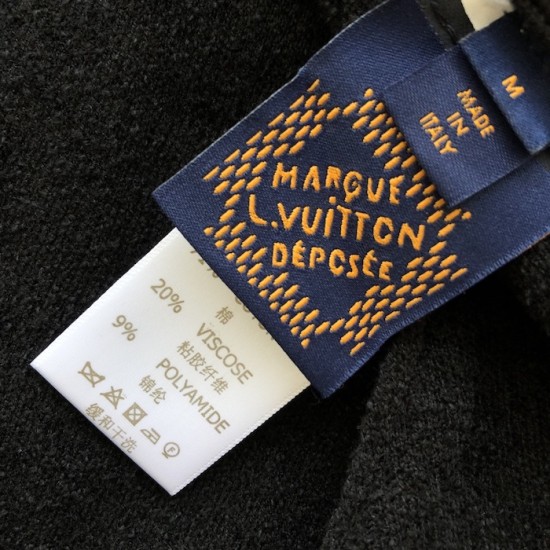 M
MADE
IN
ITALY
MARQUE
L.VUITTON
DÉPOSÉE
棉
20%
VISCOSE
粘胶纤维
9%
POLYAMIDE
锦纶
缓和干洗